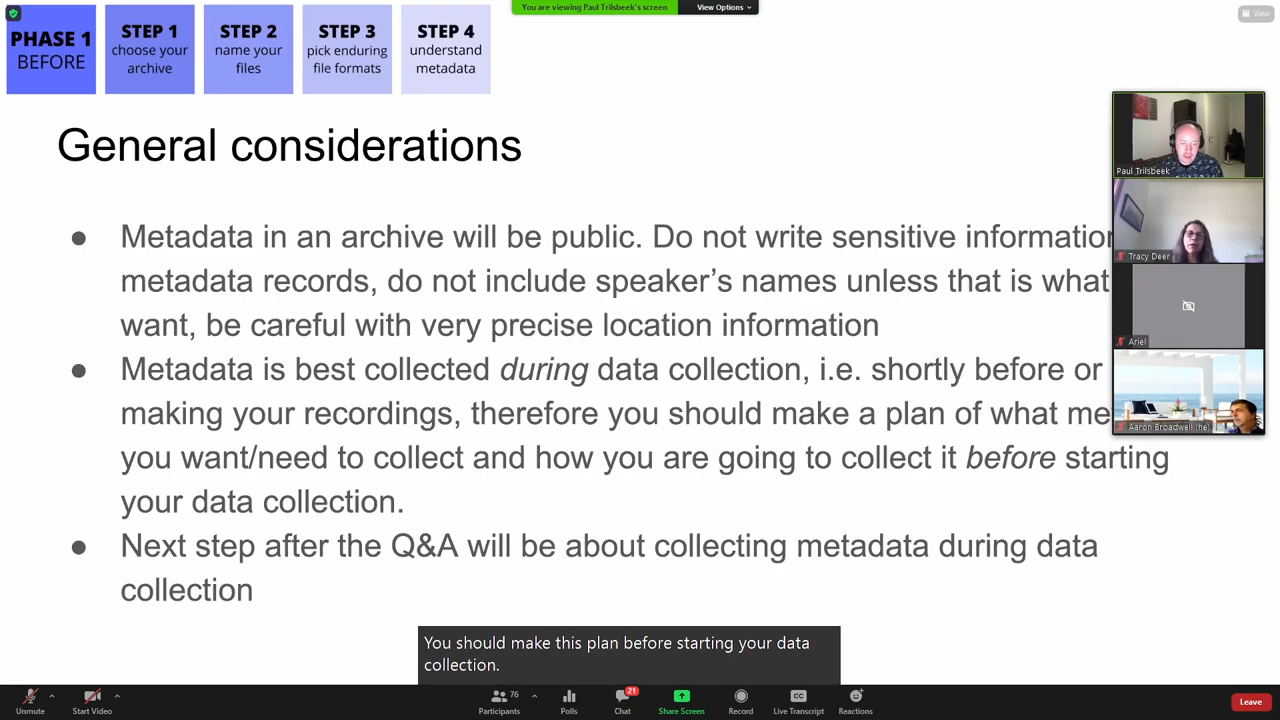 You are viewing Paul Trilsbeek's screen
View Options
View
PHASE 1
BEFORE
STEP 1
choose your
archive
STEP 2
name your
files
STEP 3
pick enduring
file formats
STEP 4
understand
metadata
General considerations
● Metadata in an archive will be public. Do not write sensitive information
metadata records, do not include speaker's names unless that is what
want, be careful with very precise location information
● Metadata is best collected during data collection, i.e. shortly before or
making your recordings, therefore you should make a plan of what me
you want/need to collect and how you are going to collect it before starting
your data collection.
● Next step after the Q&A will be about collecting metadata during data
collection
Paul Trilsbeek
Tracy Deer
Ariel
Aaron Broadwell (he)
You should make this plan before starting your data
collection.
Unmute
Start Video
76
Participants
Polls
21
Chat
Share Screen
Record
CC
Live Transcript
Reactions
Leave